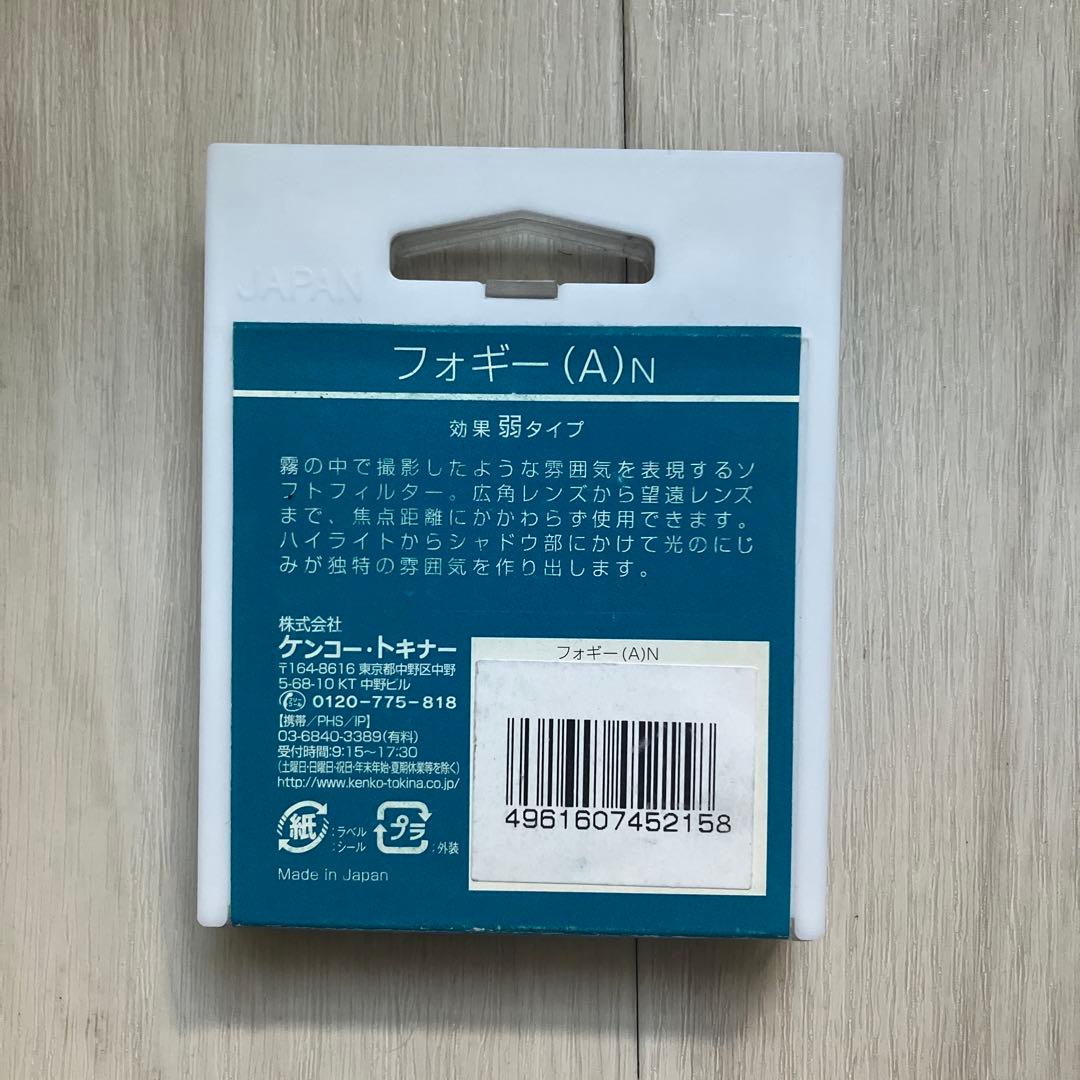 JAPAN
フォギー(A)N
効果 弱タイプ
霧の中で撮影したような雰囲気を表現するソ
フトフィルター。広角レンズから望遠レンズ
まで、焦点距離にかかわらず使用できます。
ハイライトからシャドウ部にかけて光のにじ
みが独特の雰囲気を作り出します。
株式会社
ケンコー・トキナー
〒164-8616 東京都中野区中野
5-68-10 KT 中野ビル
フリーコール 0120-775-818
【携帯/PHS/IP】
03-6840-3389(有料)
受付時間:9:15〜17:30
(土曜日・日曜日・祝日・年末年始・夏期休業等を除く)
http://www.kenko-tokina.co.jp/
紙:ラベル
:シール
プラ:外装
Made in Japan
フォギー(A)N
4961607452158